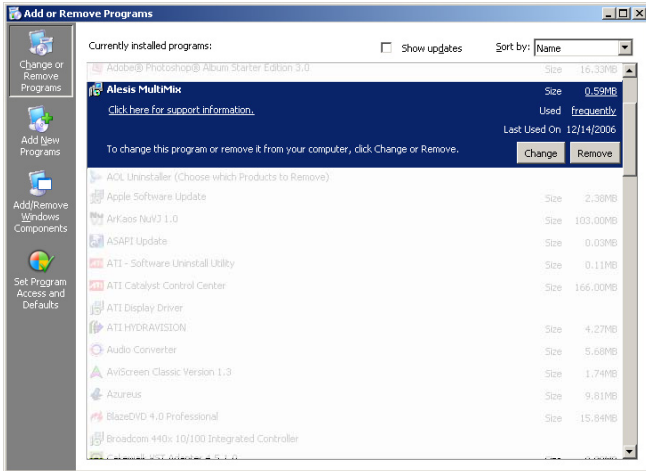 Add or Remove Programs
Change or
Remove
Programs
Add New
Programs
Add/Remove
Windows
Components
Set Program
Access and
Defaults
Currently installed programs:
Show updates
Sort by: Name
Adobe® Photoshop® Album Starter Edition 3.0 Size 16.33MB
Alesis MultiMix Size 0.59MB
Click here for support information. Used frequently
Last Used On 12/14/2006
To change this program or remove it from your computer, click Change or Remove. Change Remove
AOL Uninstaller (Choose which Products to Remove)
Apple Software Update Size 2.38MB
ArKaos NuVJ 1.0 Size 103.00MB
ASAPI Update Size 0.03MB
ATI - Software Uninstall Utility Size 0.11MB
ATI Catalyst Control Center Size 166.00MB
ATI Display Driver
ATI HYDRAVISION Size 4.27MB
Audio Converter Size 5.68MB
AviScreen Classic Version 1.3 Size 1.74MB
Azureus Size 9.81MB
BlazeDVD 4.0 Professional Size 15.84MB
Broadcom 440x 10/100 Integrated Controller